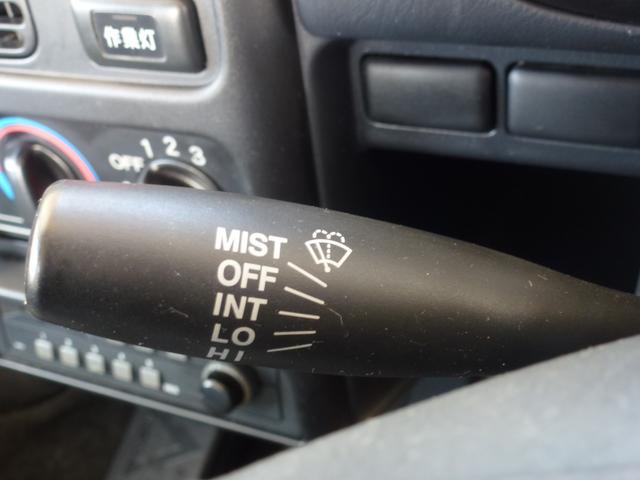 作業灯
OFF 1 2 3
MIST
OFF
INT
LO
HI